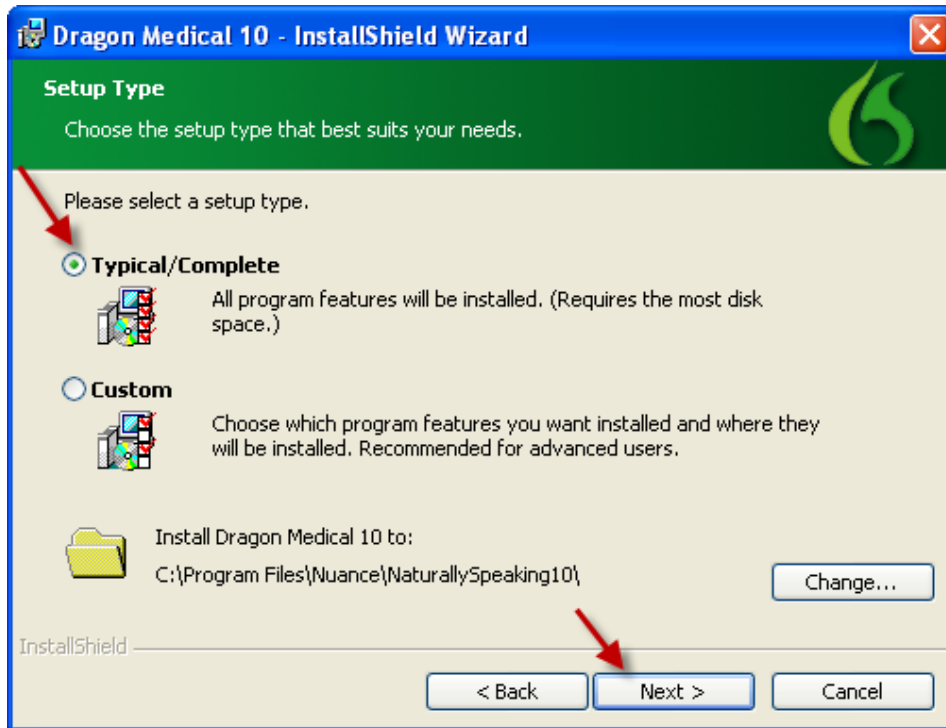 Dragon Medical 10 - InstallShield Wizard
Setup Type
Choose the setup type that best suits your needs.
Please select a setup type.
Typical/Complete
All program features will be installed. (Requires the most disk
space.)
Custom
Choose which program features you want installed and where they
will be installed. Recommended for advanced users.
Install Dragon Medical 10 to:
C:\Program Files\Nuance\NaturallySpeaking10\
Change...
InstallShield
< Back
Next >
Cancel